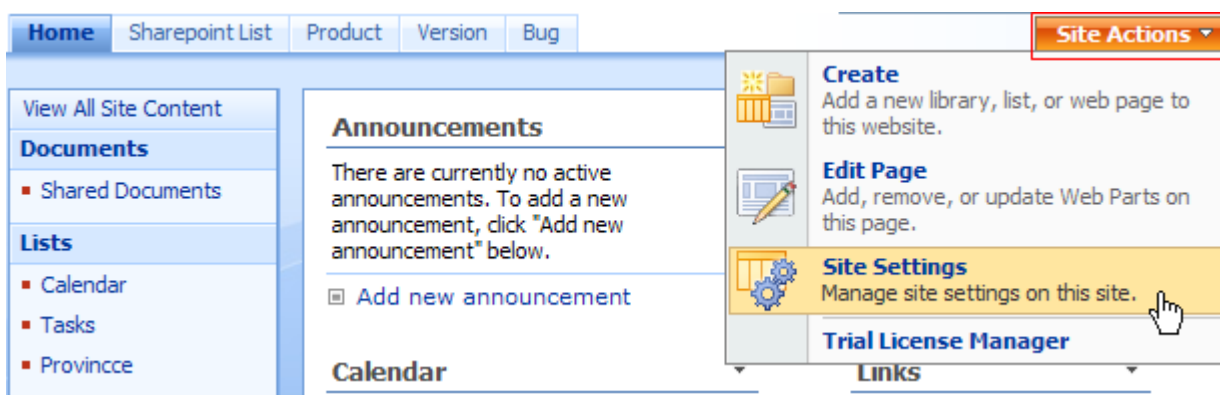 Home Sharepoint List Product Version Bug
Site Actions
View All Site Content
Documents
Shared Documents
Lists
Calendar
Tasks
Provincce
Announcements
There are currently no active
announcements. To add a new
announcement, click "Add new
announcement" below.
Add new announcement
Calendar
Links
Create
Add a new library, list, or web page to
this website.
Edit Page
Add, remove, or update Web Parts on
this page.
Site Settings
Manage site settings on this site.
Trial License Manager